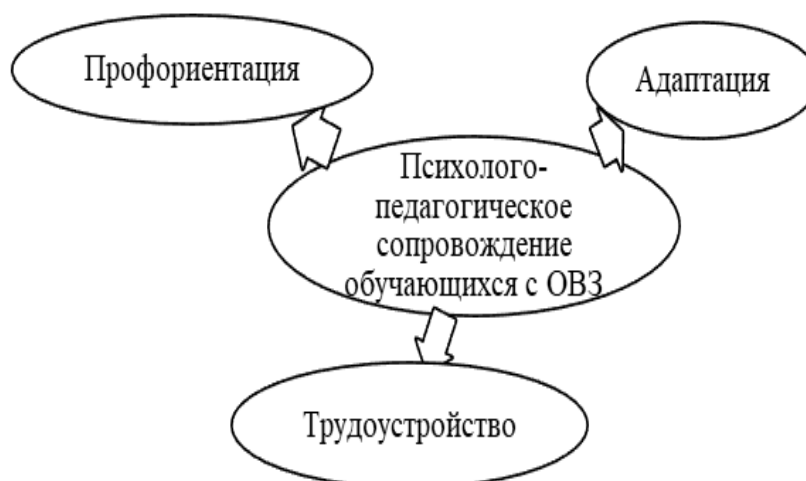 Профориентация
Адаптация
Психолого-
педагогическое
сопровождение
обучающихся с ОВЗ
Трудоустройство